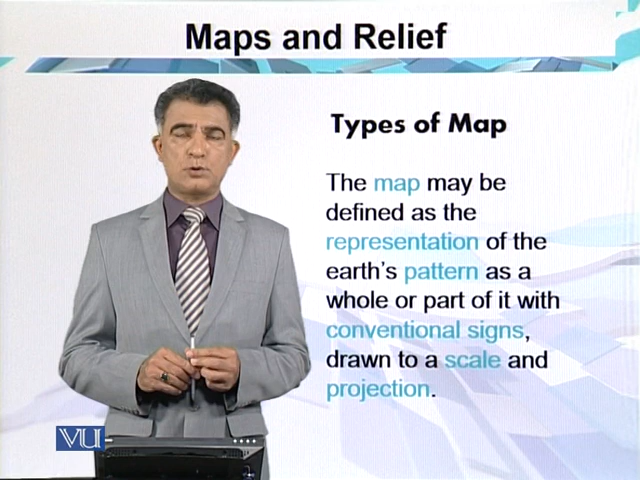 Maps and Relief
Types of Map
The map may be
defined as the
representation of the
earth's pattern as a
whole or part of it with
conventional signs,
drawn to a scale and
projection.
VU